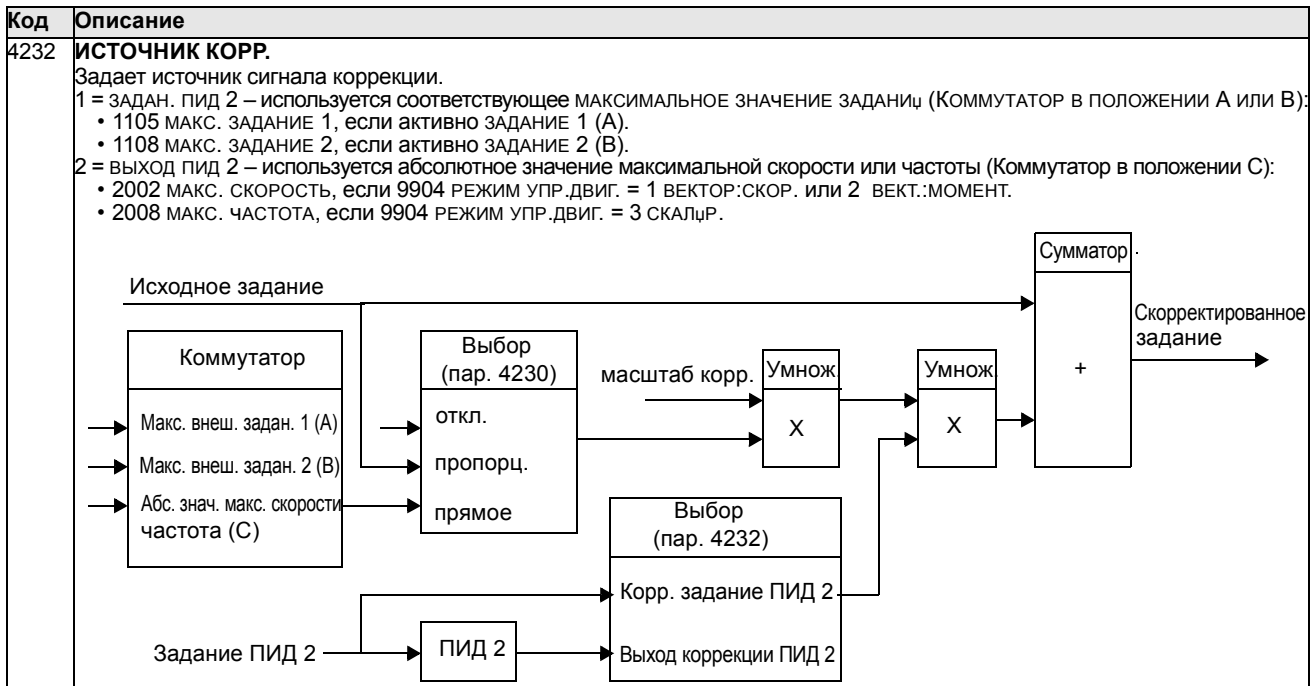 Код Описание
4232 ИСТОЧНИК КОРР.
Задает источник сигнала коррекции.
1 = ЗАДАН. ПИД 2 – используется соответствующее МАКСИМАЛЬНОЕ ЗНАЧЕНИЕ ЗАДАНИџ (КОММУТАТОР В ПОЛОЖЕНИИ А ИЛИ В):
• 1105 МАКС. ЗАДАНИЕ 1, если активно ЗАДАНИЕ 1 (А).
• 1108 МАКС. ЗАДАНИЕ 2, если активно ЗАДАНИЕ 2 (В).
2 = ВЫХОД ПИД 2 – используется абсолютное значение максимальной скорости или частоты (Коммутатор в положении С):
• 2002 МАКС. СКОРОСТЬ, если 9904 РЕЖИМ УПР.ДВИГ. = 1 ВЕКТОР:СКОР. или 2 ВЕКТ.:МОМЕНТ.
• 2008 МАКС. ЧАСТОТА, если 9904 РЕЖИМ УПР.ДВИГ. = 3 СКАЛџР.
Сумматор
Исходное задание
Скорректированное
задание
+
Коммутатор
Макс. внеш. задан. 1 (А)
Макс. внеш. задан. 2 (В)
Абс. знач. макс. скорости
частота (С)
Выбор
(пар. 4230)
откл.
пропорц.
прямое
масштаб корр.
Умнож.
X
Умнож.
X
Выбор
(пар. 4232)
Корр. задание ПИД 2
Выход коррекции ПИД 2
Задание ПИД 2
ПИД 2